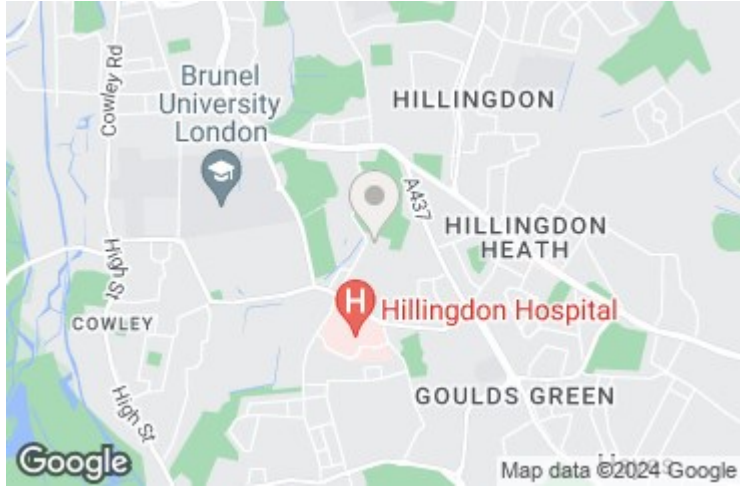 Cowley Rd
Brunel
University
London
HILLINGDON
A437
HILLINGDON
HEATH
High St
H
Hillingdon Hospital
COWLEY
High St
GOULDS GREEN
Hayes
Google
Map data ©2024 Google